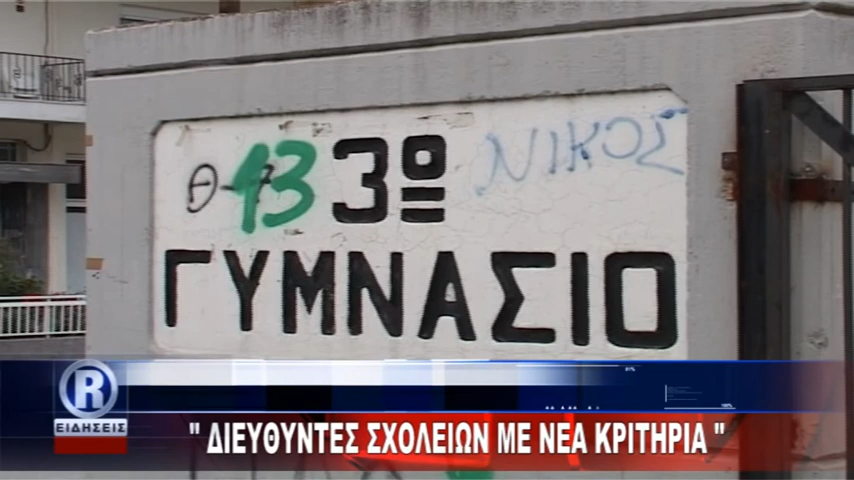 Θ-13 3ο ΝΙΚΟΣ
ΓΥΜΝΑΣΙΟ
R
ΕΙΔΗΣΕΙΣ
" ΔΙΕΥΘΥΝΤΕΣ ΣΧΟΛΕΙΩΝ ΜΕ ΝΕΑ ΚΡΙΤΗΡΙΑ "